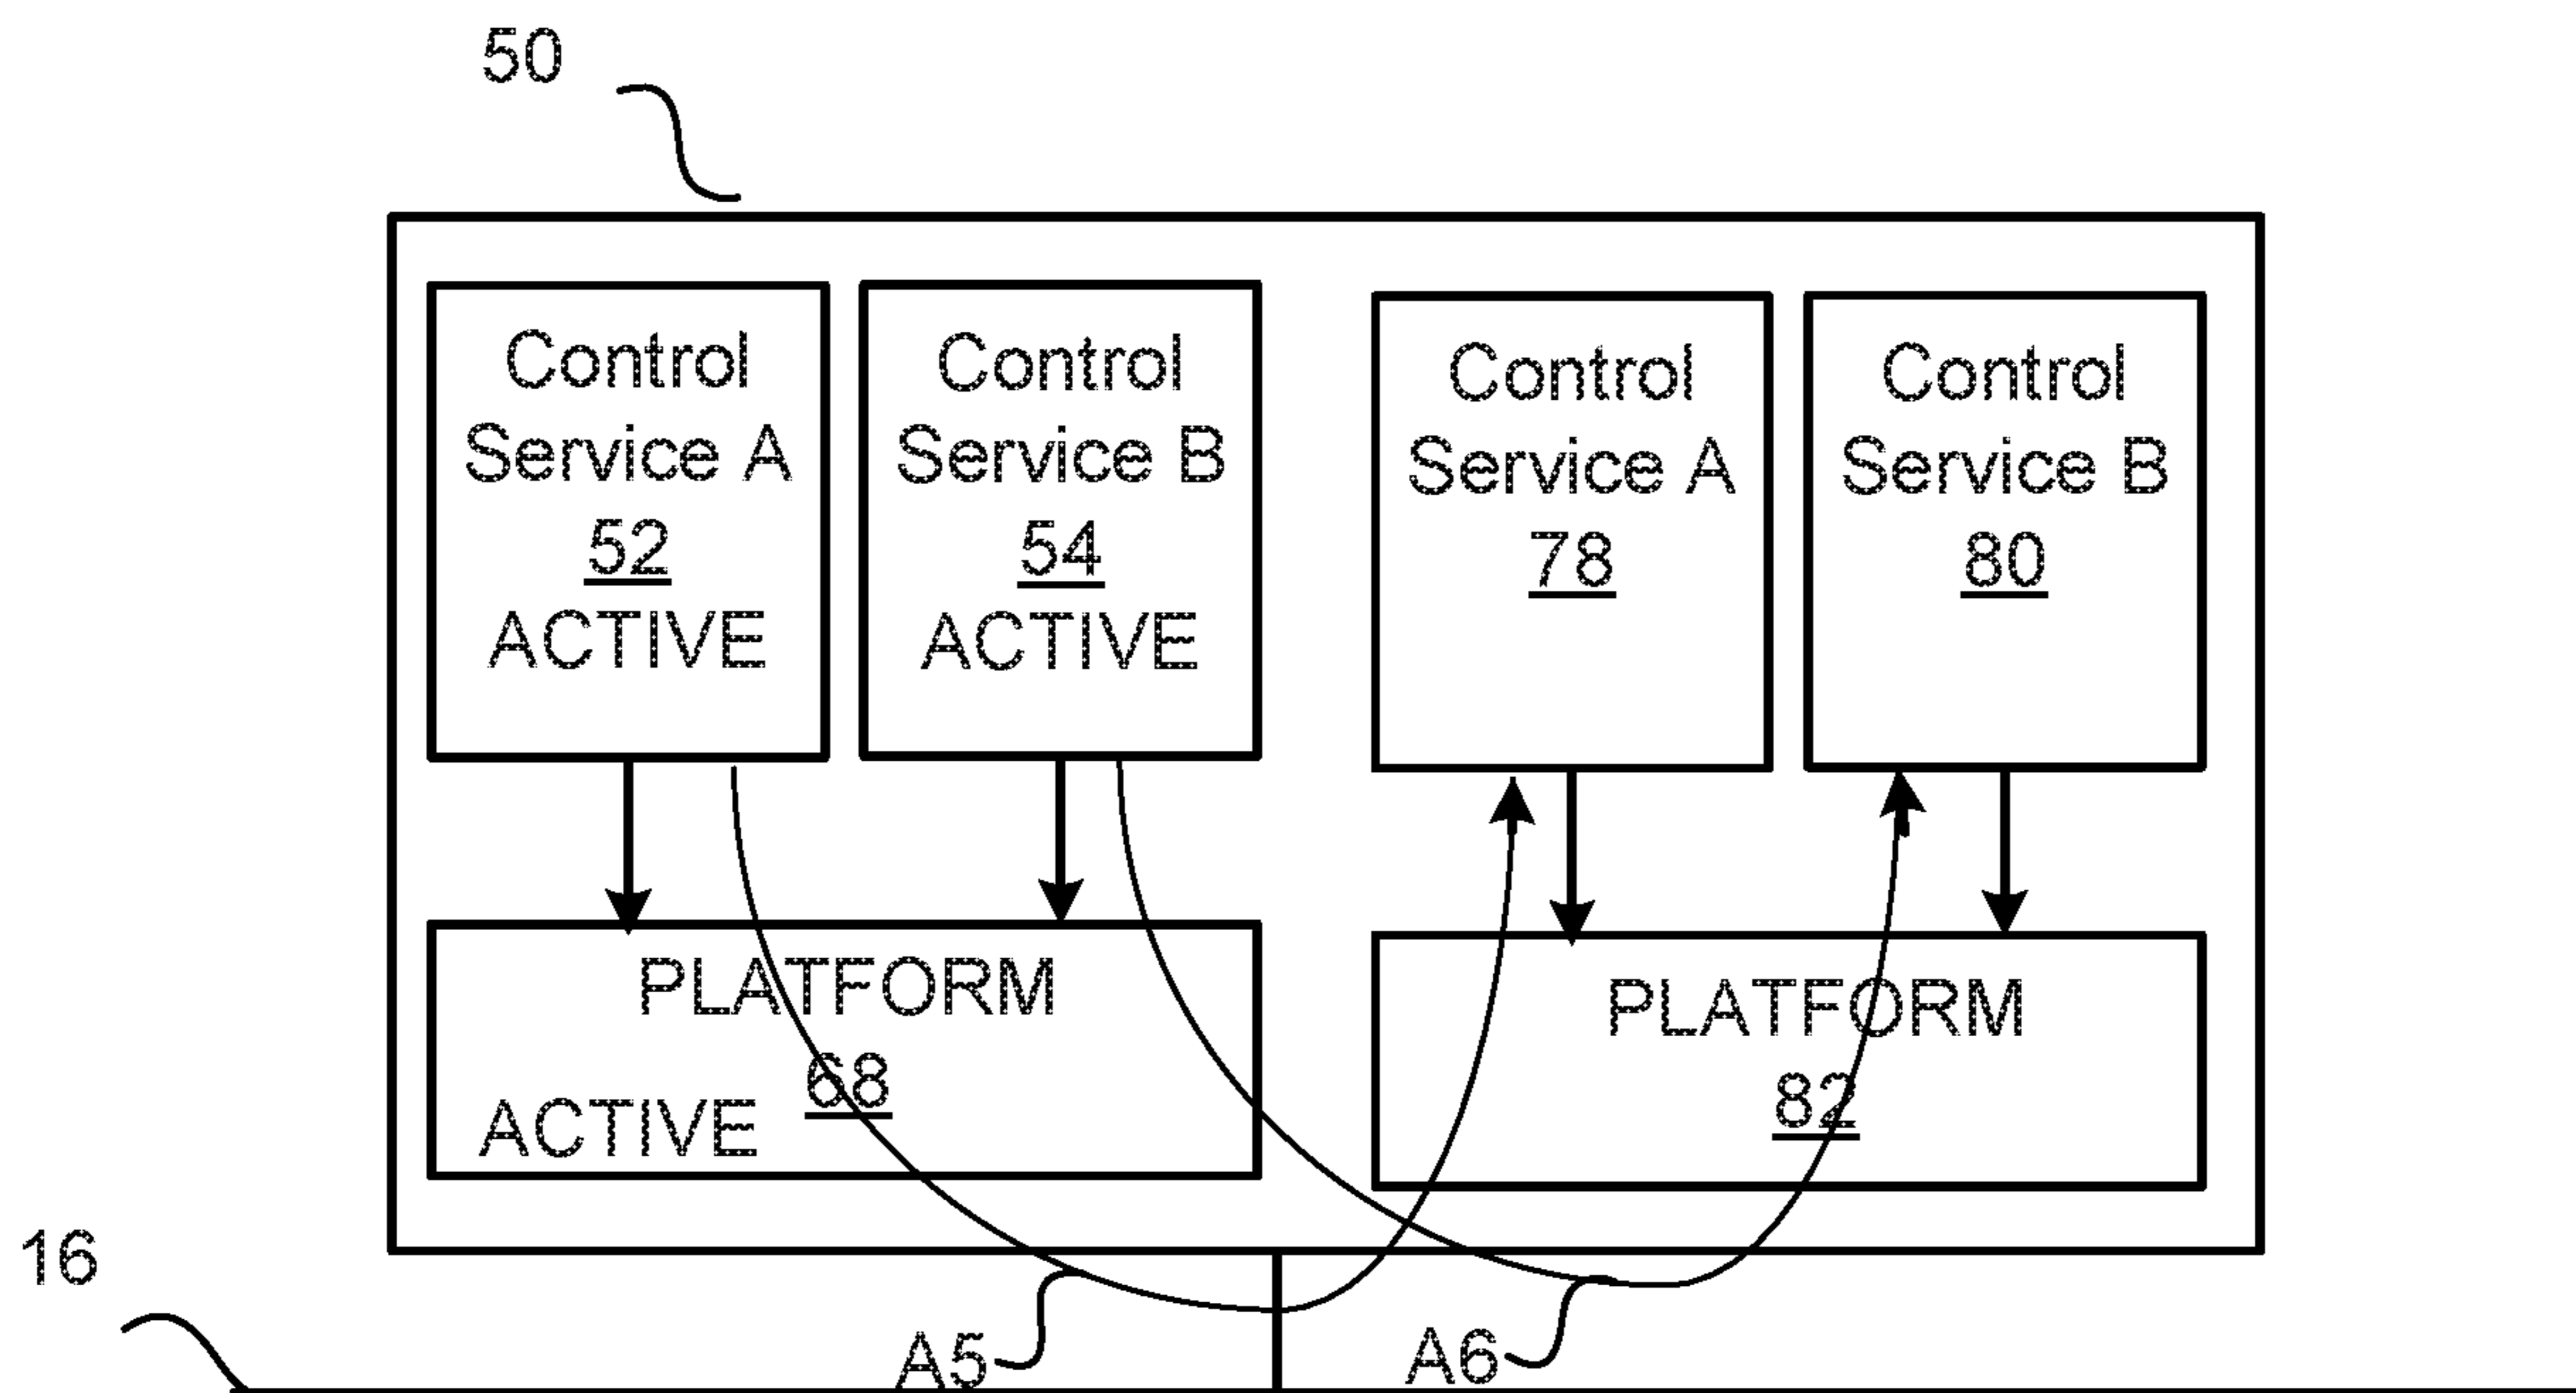 50
Control
Service A
52
ACTIVE
Control
Service B
54
ACTIVE
Control
Service A
78
Control
Service B
80
PLATFORM
68
ACTIVE
PLATFORM
82
16
A5
A6